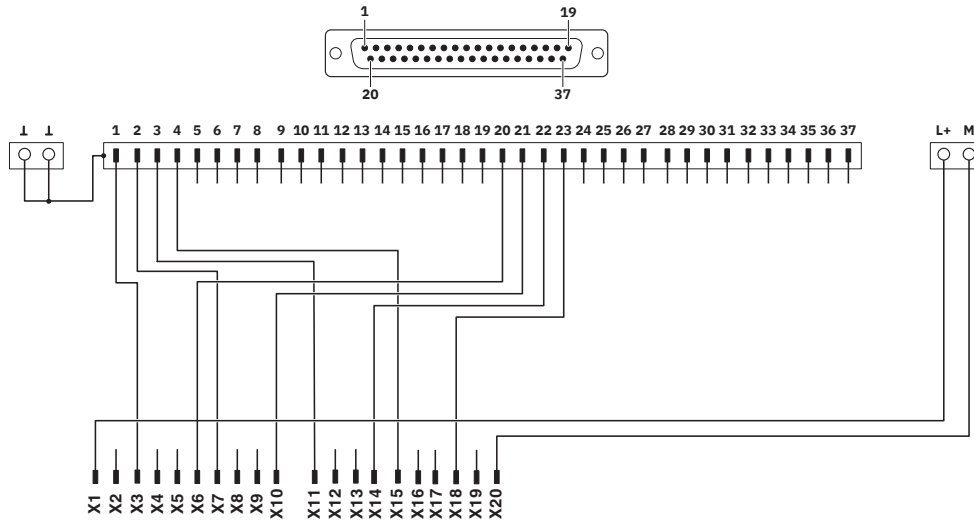 1 19
20 37
⊥ ⊥ 1 2 3 4 5 6 7 8 9 10 11 12 13 14 15 16 17 18 19 20 21 22 23 24 25 26 27 28 29 30 31 32 33 34 35 36 37 L+ M
X1 X2 X3 X4 X5 X6 X7 X8 X9 X10 X11 X12 X13 X14 X15 X16 X17 X18 X19 X20